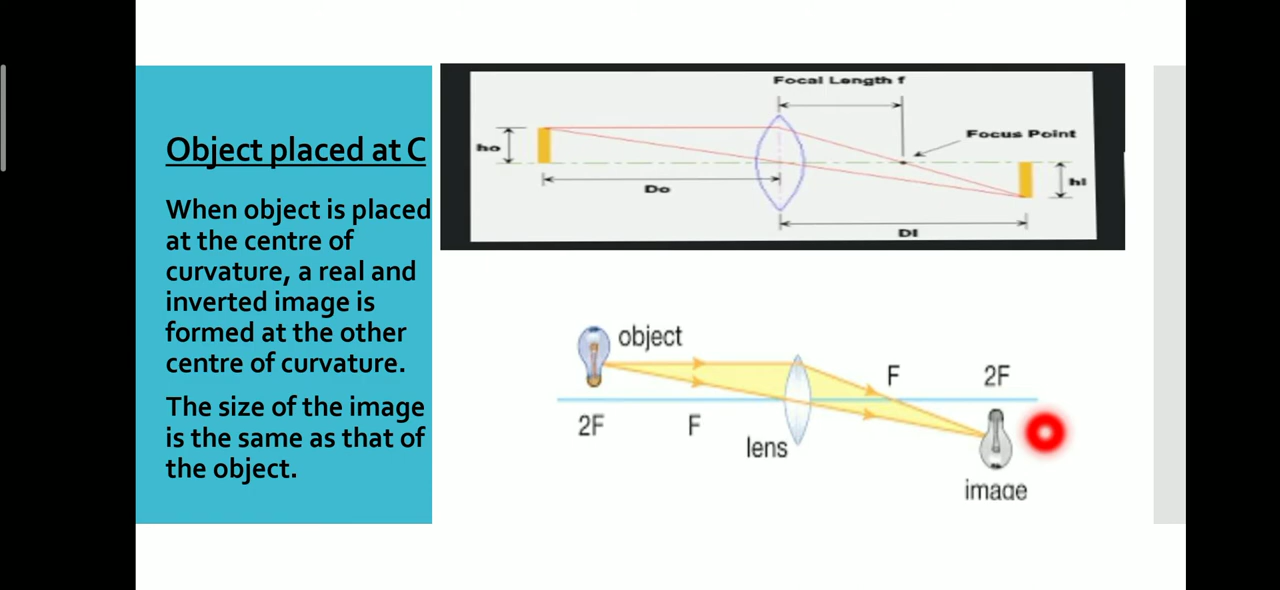 Object placed at C
When object is placed
at the centre of
curvature, a real and
inverted image is
formed at the other
centre of curvature.
The size of the image
is the same as that of
the object.
Focal Length f
Focus Point
ho
Do
hI
DI
object
F
2F
2F
F
lens
image